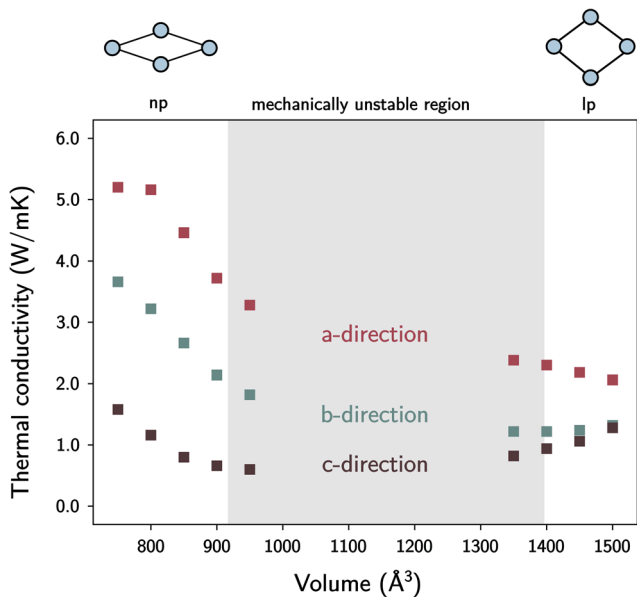 np
mechanically unstable region
lp
6.0
5.0
4.0
3.0
2.0
1.0
0.0
Thermal conductivity (W/mK)
a-direction
b-direction
c-direction
800
900
1000
1100
1200
1300
1400
1500
Volume (Å³)